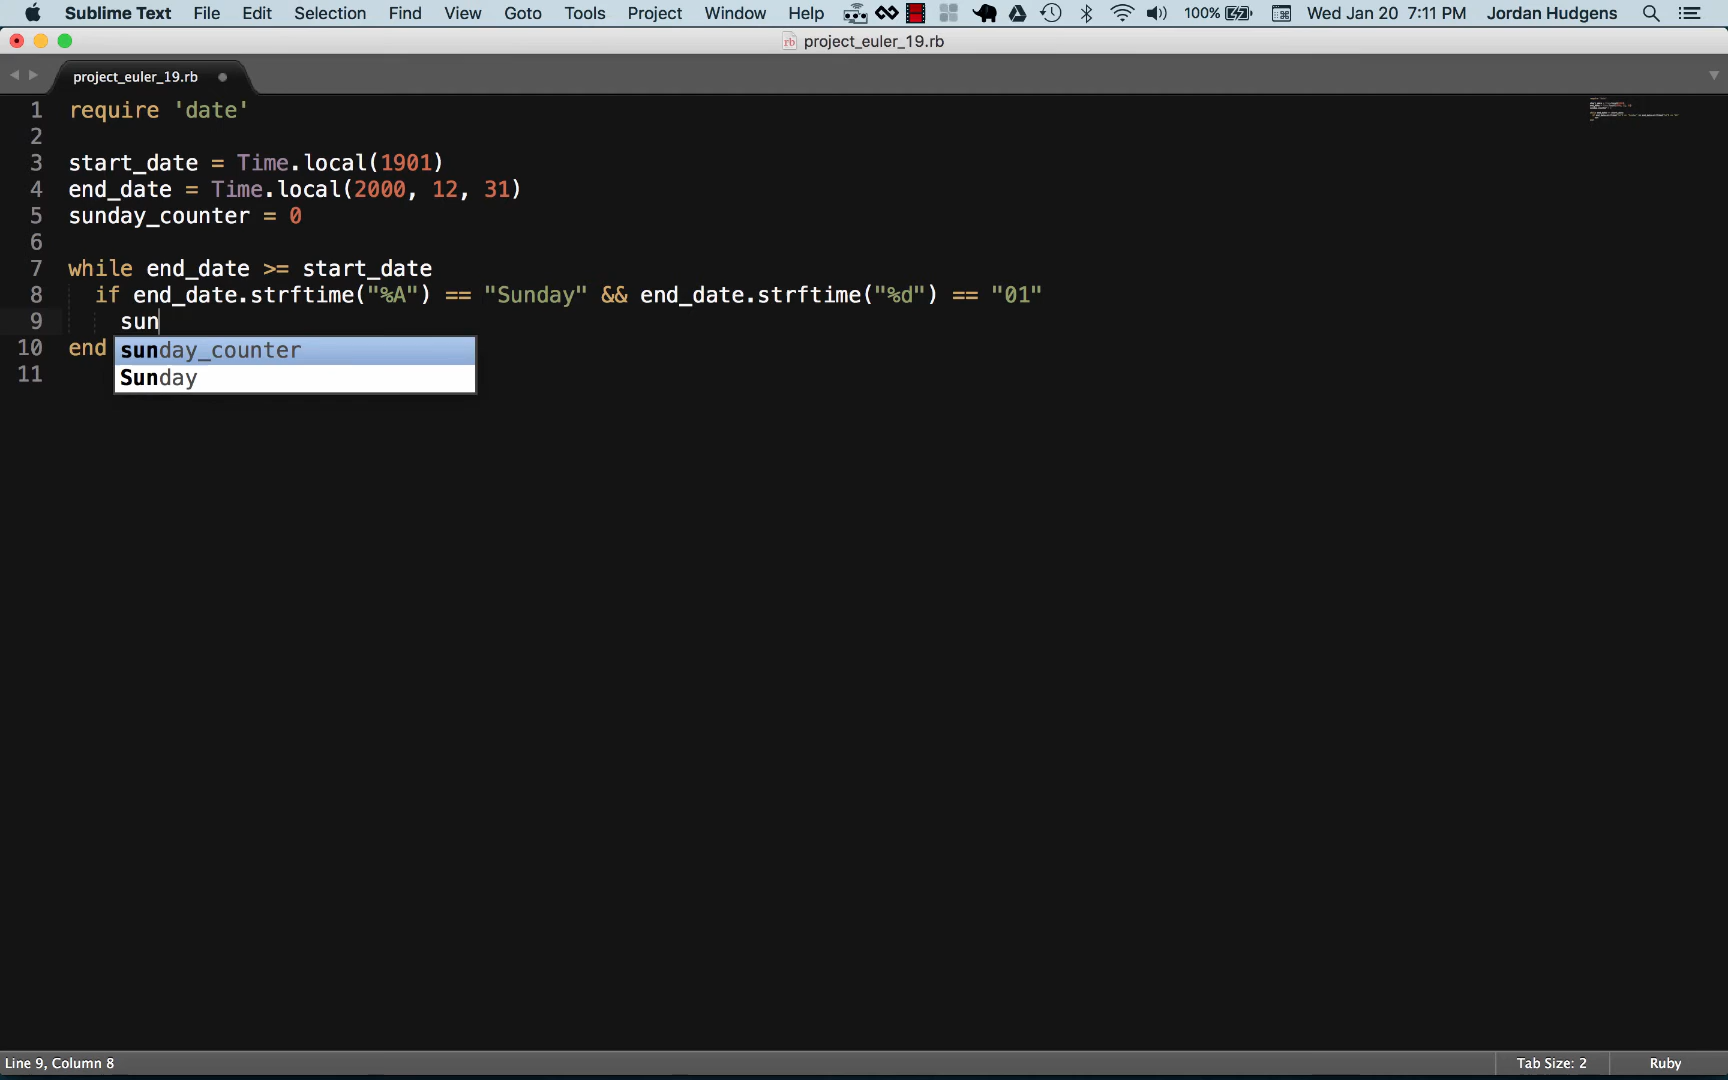 Sublime Text File Edit Selection Find View Goto Tools Project Window Help 100% Wed Jan 20 7:11 PM Jordan Hudgens
project_euler_19.rb
project_euler_19.rb
1 require 'date'
2
3 start_date = Time.local(1901)
4 end_date = Time.local(2000, 12, 31)
5 sunday_counter = 0
6
7 while end_date >= start_date
8 if end_date.strftime("%A") == "Sunday" && end_date.strftime("%d") == "01"
9 sun
10 end sunday_counter
11 Sunday
Line 9, Column 8 Tab Size: 2 Ruby